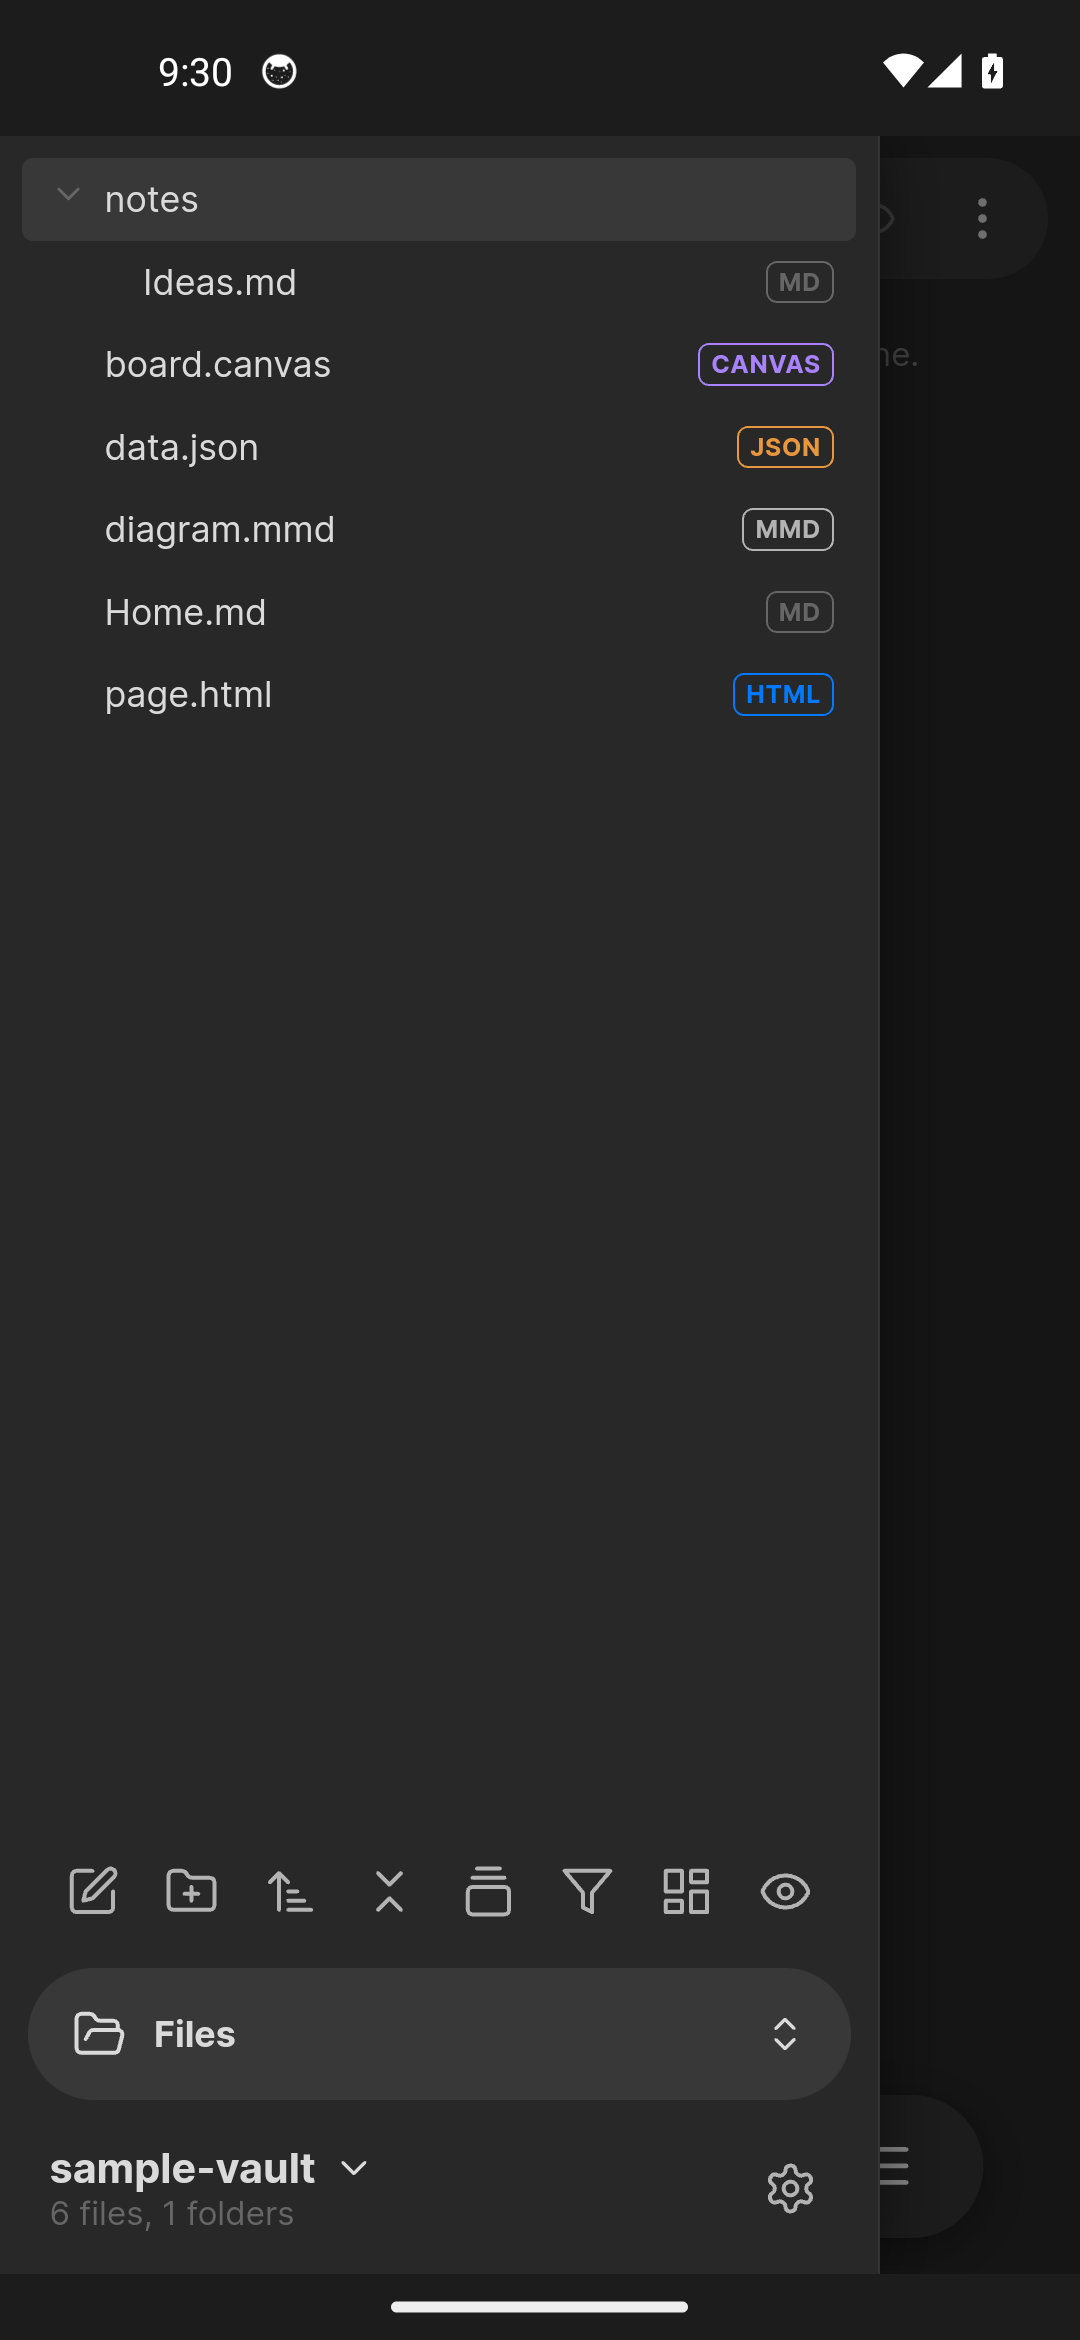 9:30
notes
Ideas.md MD
ne.
board.canvas CANVAS
data.json JSON
diagram.mmd MMD
Home.md MD
page.html HTML
Files
sample-vault
6 files, 1 folders